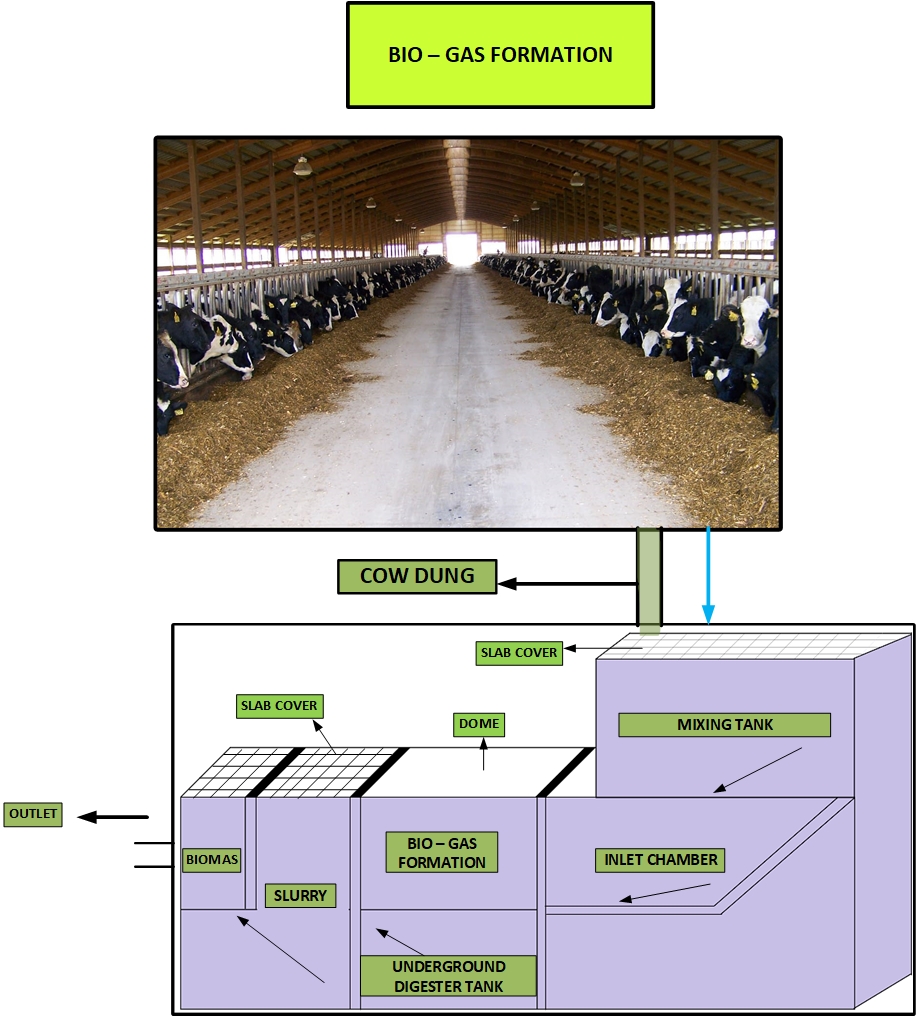 BIO – GAS FORMATION
COW DUNG
SLAB COVER
SLAB COVER
DOME
MIXING TANK
OUTLET
BIOMAS
BIO – GAS
FORMATION
INLET CHAMBER
SLURRY
UNDERGROUND
DIGESTER TANK